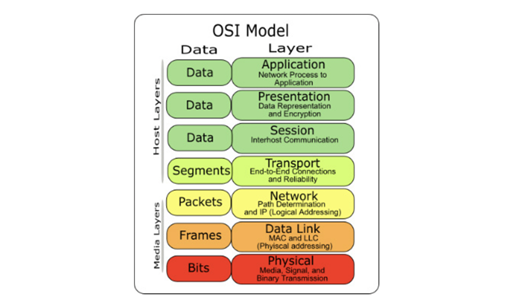 OSI Model
Data Layer
Host Layers
Data
Application
Network Process to
Application
Data
Presentation
Data Representation
and Encryption
Data
Session
Interhost Communication
Segments
Transport
End-to-End Connections
and Reliability
Media Layers
Packets
Network
Path Determination
and IP (Logical Addressing)
Frames
Data Link
MAC and LLC
(Phyiscal addressing)
Bits
Physical
Media, Signal, and
Binary Transmission